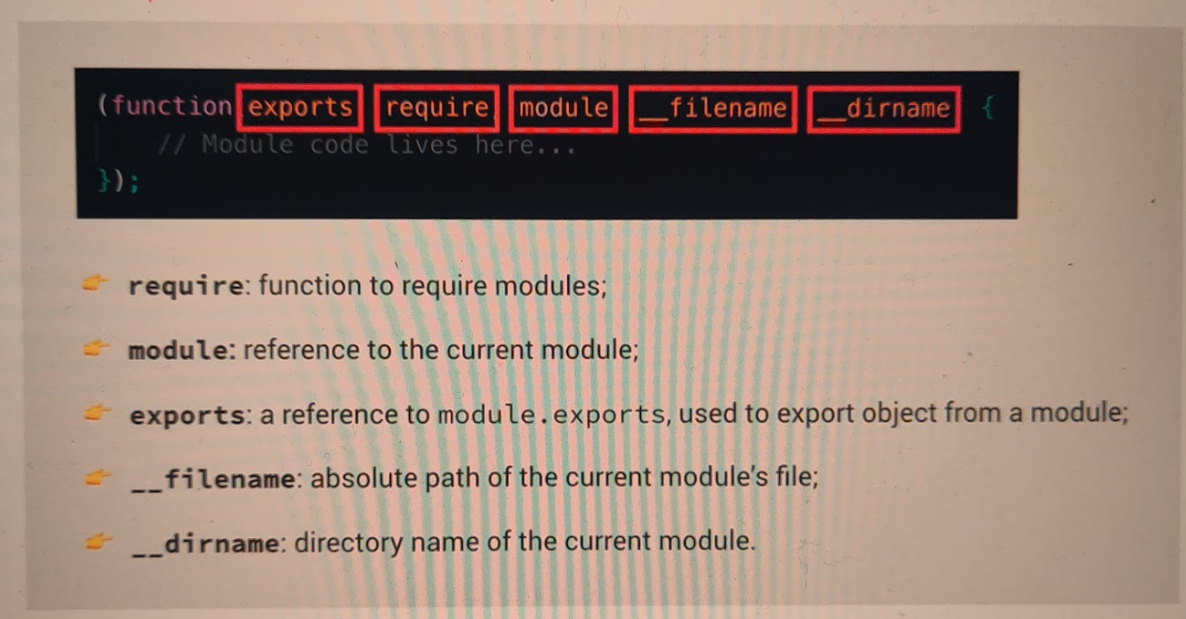 (function exports require module __filename __dirname {
// Module code lives here...
});
require: function to require modules;
module: reference to the current module;
exports: a reference to module.exports, used to export object from a module;
__filename: absolute path of the current module's file;
__dirname: directory name of the current module.